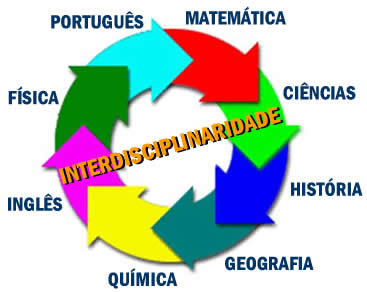 PORTUGUÊS
MATEMÁTICA
FÍSICA
CIÊNCIAS
INTERDISCIPLINARIDADE
INGLÊS
HISTÓRIA
QUÍMICA
GEOGRAFIA